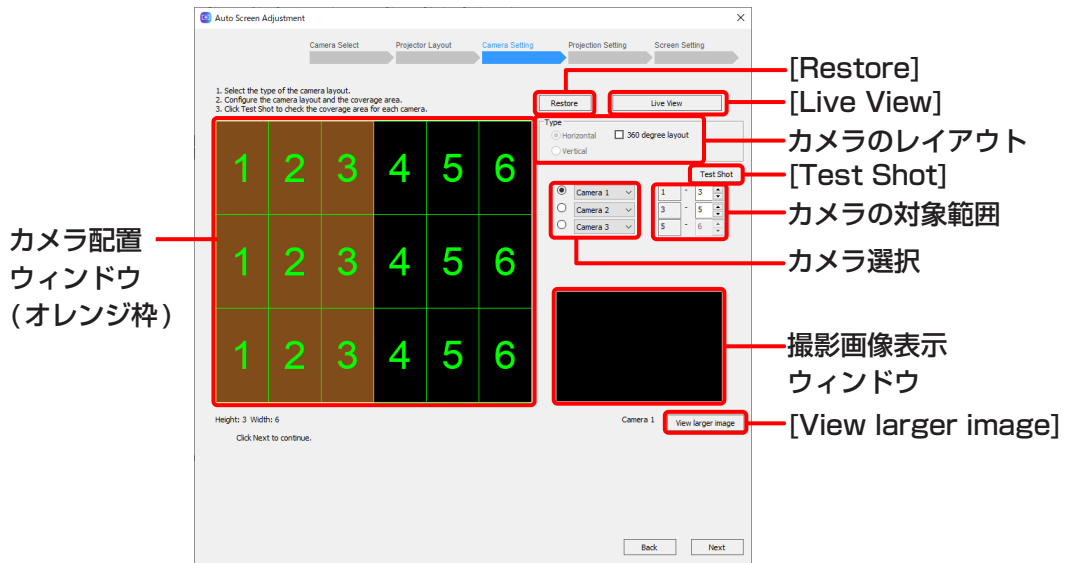 Auto Screen Adjustment
Camera Select
Projector Layout
Camera Setting
Projection Setting
Screen Setting
1. Select the type of the camera layout.
2. Configure the camera layout and the coverage area.
3. Click Test Shot to check the coverage area for each camera.
Restore
Live View
Type
Horizontal
360 degree layout
Vertical
Test Shot
Camera 1
1 - 3
Camera 2
3 - 5
Camera 3
5 - 6
1 2 3 4 5 6
1 2 3 4 5 6
1 2 3 4 5 6
Height: 3 Width: 6
Click Next to continue.
Camera 1
View larger image
Back
Next
カメラ配置
ウィンドウ
(オレンジ枠)
[Restore]
[Live View]
カメラのレイアウト
[Test Shot]
カメラの対象範囲
カメラ選択
撮影画像表示
ウィンドウ
[View larger image]